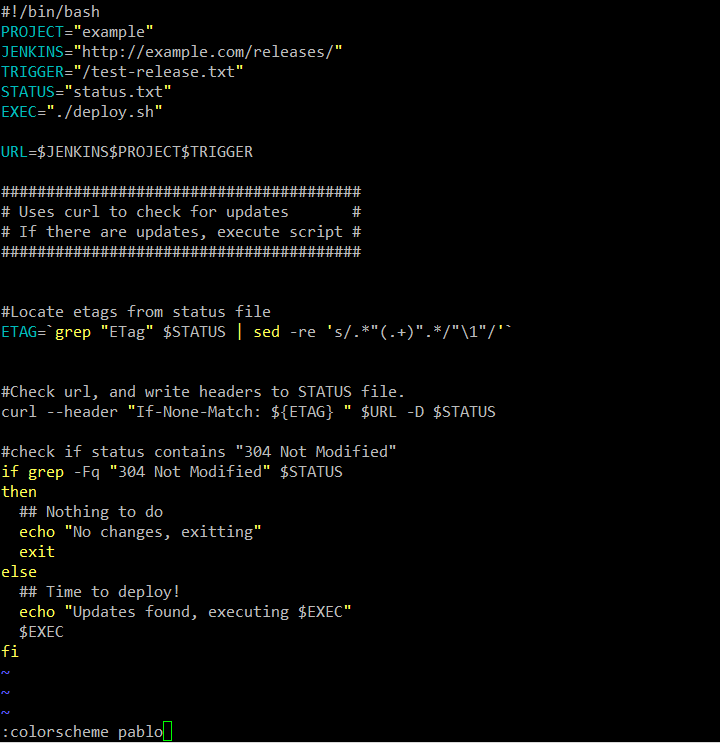 #!/bin/bash
PROJECT="example"
JENKINS="http://example.com/releases/"
TRIGGER="/test-release.txt"
STATUS="status.txt"
EXEC="./deploy.sh"

URL=$JENKINS$PROJECT$TRIGGER

########################################
# Uses curl to check for updates       #
# If there are updates, execute script #
########################################


#Locate etags from status file
ETAG=`grep "ETag" $STATUS | sed -re 's/.*"(.+)".*/"\1"/'`


#Check url, and write headers to STATUS file.
curl --header "If-None-Match: ${ETAG} " $URL -D $STATUS

#check if status contains "304 Not Modified"
if grep -Fq "304 Not Modified" $STATUS
then
  ## Nothing to do
  echo "No changes, exitting"
  exit
else
  ## Time to deploy!
  echo "Updates found, executing $EXEC"
  $EXEC
fi
~
~
~
:colorscheme pablo